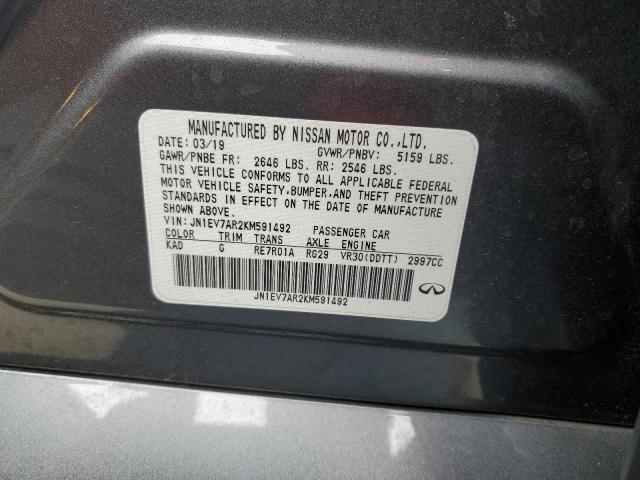 MANUFACTURED BY NISSAN MOTOR CO.,LTD.
DATE: 03/19 GVWR/PNBV: 5159 LBS.
GAWR/PNBE FR: 2646 LBS. RR: 2546 LBS.
THIS VEHICLE CONFORMS TO ALL APPLICABLE FEDERAL
MOTOR VEHICLE SAFETY,BUMPER,AND THEFT PREVENTION
STANDARDS IN EFFECT ON THE DATE OF MANUFACTURE
SHOWN ABOVE.
VIN: JN1EV7AR2KM591492 PASSENGER CAR
COLOR TRIM TRANS AXLE ENGINE
KAD G RE7R01A RG29 VR30(DDTT) 2997CC
JN1EV7AR2KM591492